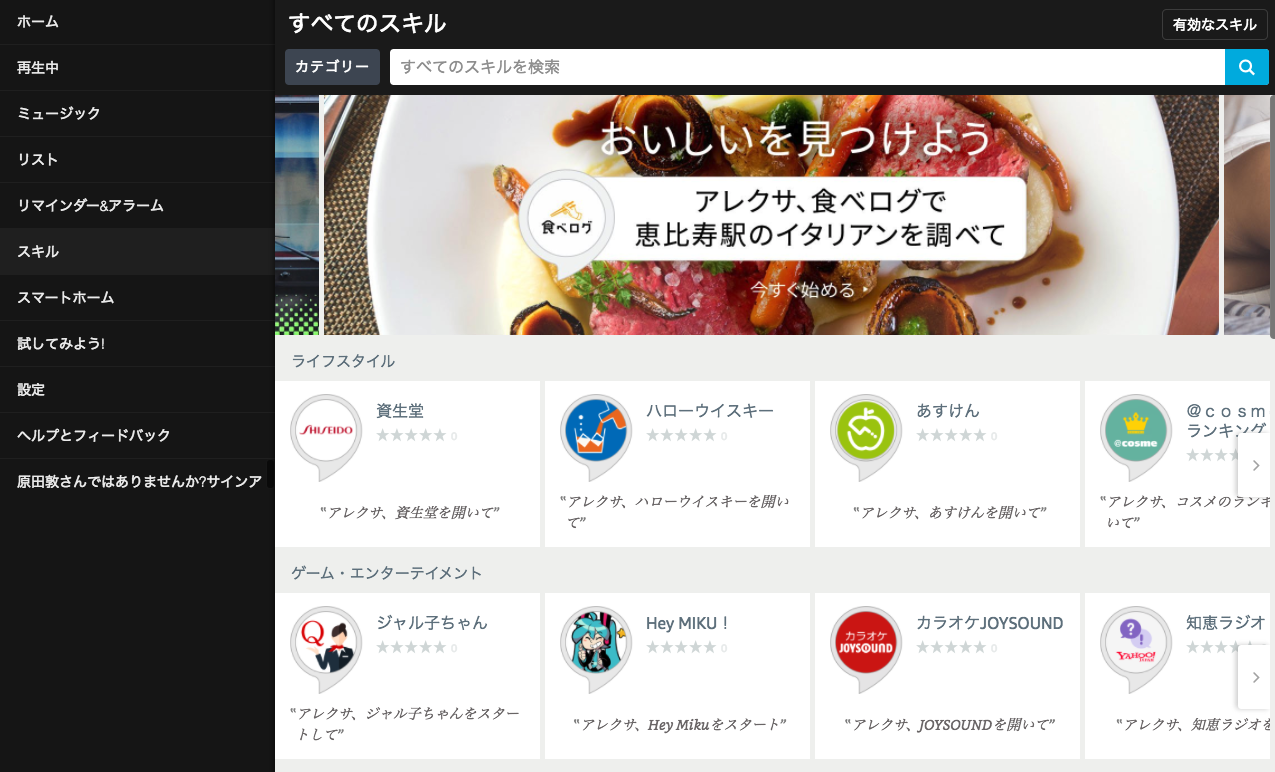 ホーム
再生中
ミュージック
リスト
リマインダー&アラーム
スキル
スマートホーム
試してみよう!
設定
ヘルプとフィードバック
原田敦さんではありませんか?サインア
すべてのスキル
有効なスキル
カテゴリー
すべてのスキルを検索
おいしいを見つけよう
食べログ
アレクサ、食べログで
恵比寿駅のイタリアンを調べて
今すぐ始める
ライフスタイル
SHISEIDO
資生堂
0
“アレクサ、資生堂を開いて”
ハローウイスキー
0
“アレクサ、ハローウイスキーを開い
て”
あすけん
0
“アレクサ、あすけんを開いて”
@cosme
@ｃｏｓｍ
ランキング
“アレクサ、コスメのランキ
いて”
ゲーム・エンターテイメント
Q
ジャル子ちゃん
0
“アレクサ、ジャル子ちゃんをスター
トして”
Hey MIKU！
0
“アレクサ、Hey Mikuをスタート”
カラオケ
JOYSOUND
カラオケJOYSOUND
0
“アレクサ、JOYSOUNDを開いて”
?!
YAHOO!
JAPAN
知恵ラジオ
“アレクサ、知恵ラジオを